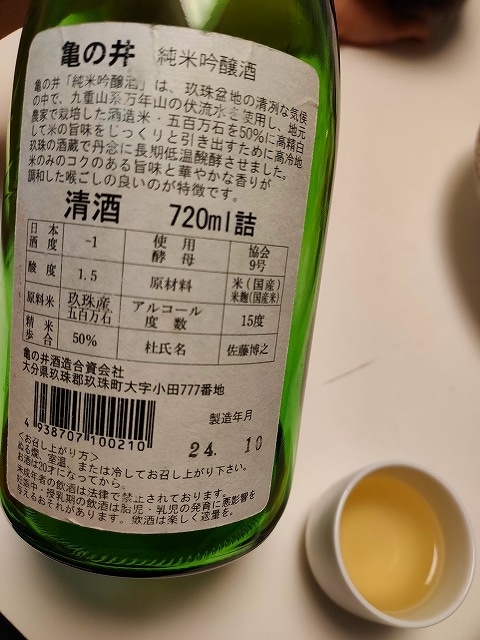 亀の井 純米吟醸酒
亀の井「純米吟醸酒」は、玖珠盆地の清冽な気候
の中で、九重山系万年山の伏流水を使用し、地元
農家で栽培した酒造米・五百万石を50%に高精白
して米の旨味をじっくりと引き出すために高冷地
玖珠の酒蔵で丹念に長期低温醗酵させました。
米のみのコクのある旨味と華やかな香りが
調和した喉ごしの良いのが特徴です。
清酒 720ml詰
日本酒度 -1 使用酵母 協会9号
酸度 1.5 原材料 米(国産) 米麹(国産米)
原料米 玖珠産五百万石 アルコール度数 15度
精米歩合 50% 杜氏名 佐藤博之
亀の井酒造合資会社
大分県玖珠郡玖珠町大字小田777番地
4 938707 100210
製造年月
24. 10
<お召し上がり方>
ぬる燗、室温、または冷してお召し上がり下さい。
お酒は20才になってから。
未成年者の飲酒は法律で禁止されております。
妊娠中・授乳期の飲酒は胎児・乳児の発育に悪影響を
与えるおそれがあります。飲酒は楽しく適量を。